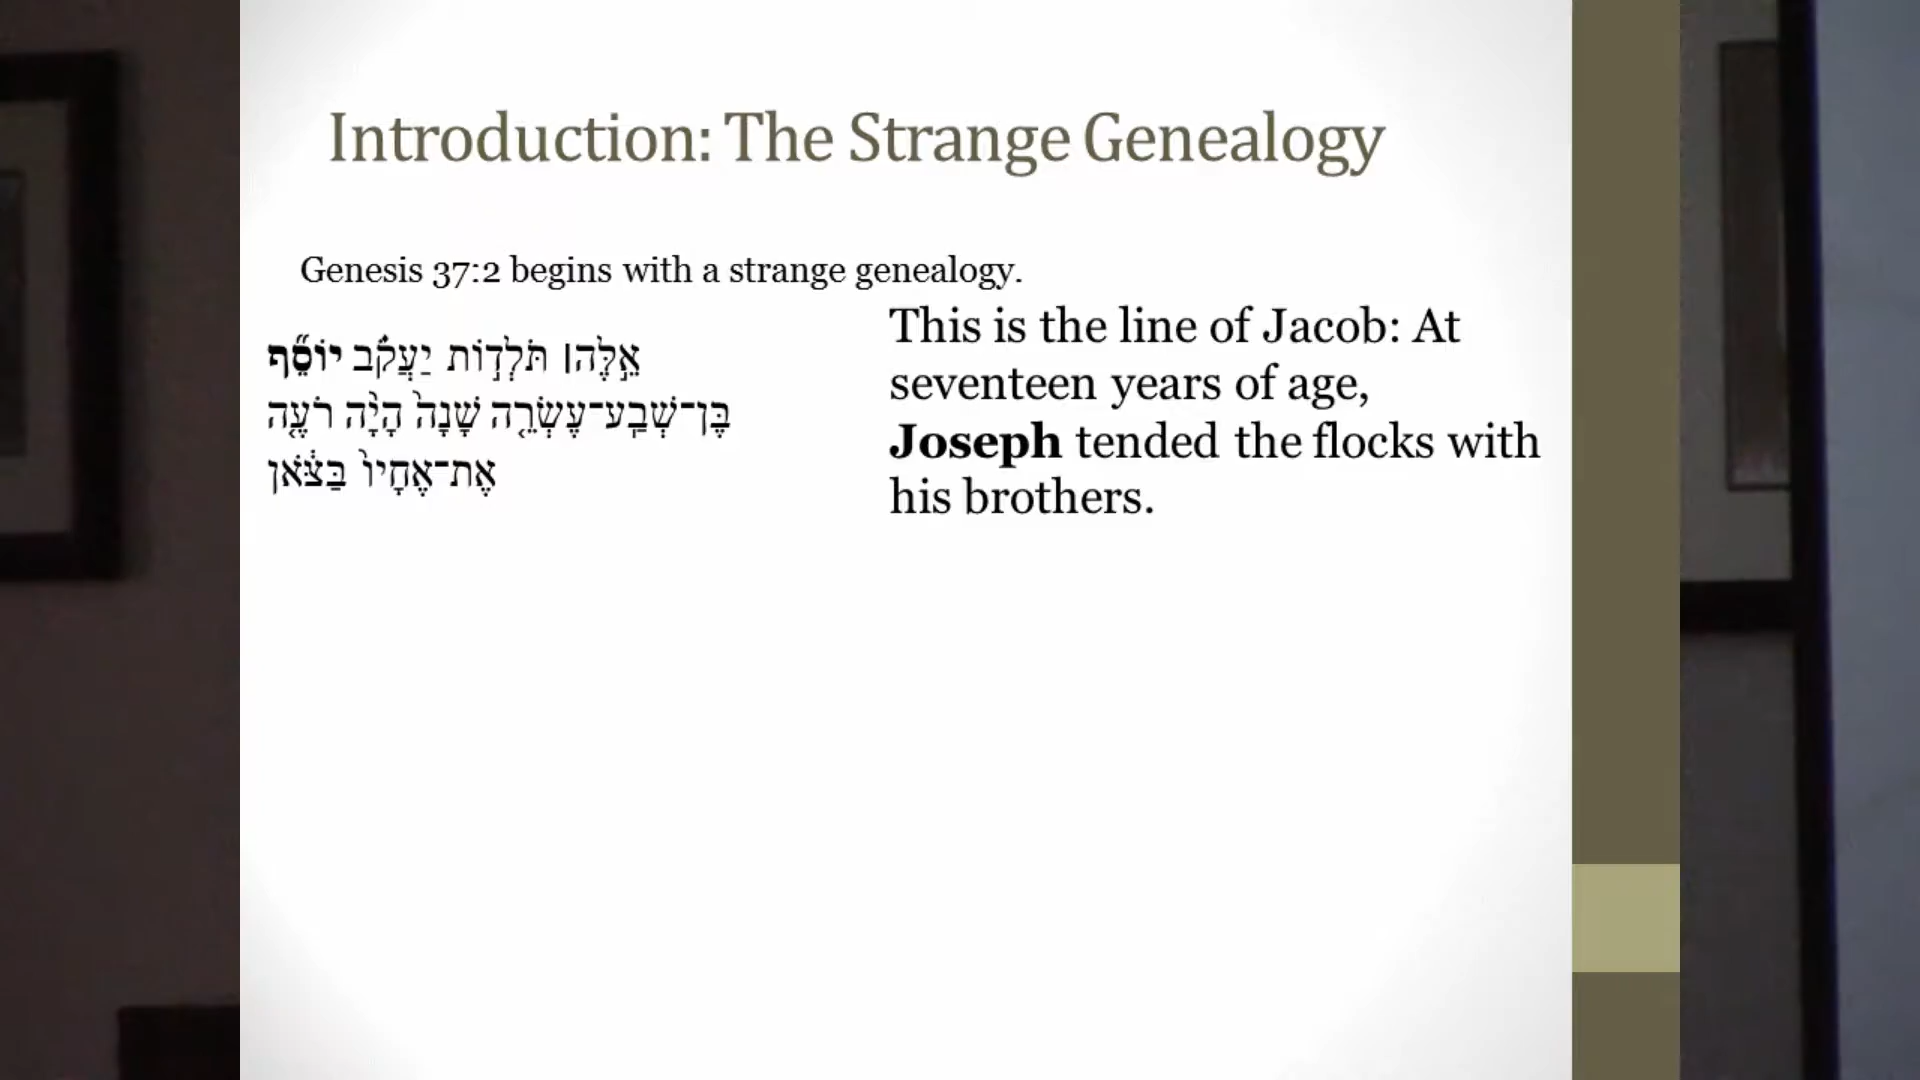 Introduction: The Strange Genealogy
Genesis 37:2 begins with a strange genealogy.
אֵ֣לֶּה׀ תֹּלְד֣וֹת יַעֲקֹ֗ב יוֹסֵ֞ף
בֶּן־שְׁבַֽע־עֶשְׂרֵ֤ה שָׁנָה֙ הָיָ֨ה רֹעֶ֤ה
אֶת־אֶחָיו֙ בַּצֹּ֔אן
This is the line of Jacob: At
seventeen years of age,
Joseph tended the flocks with
his brothers.